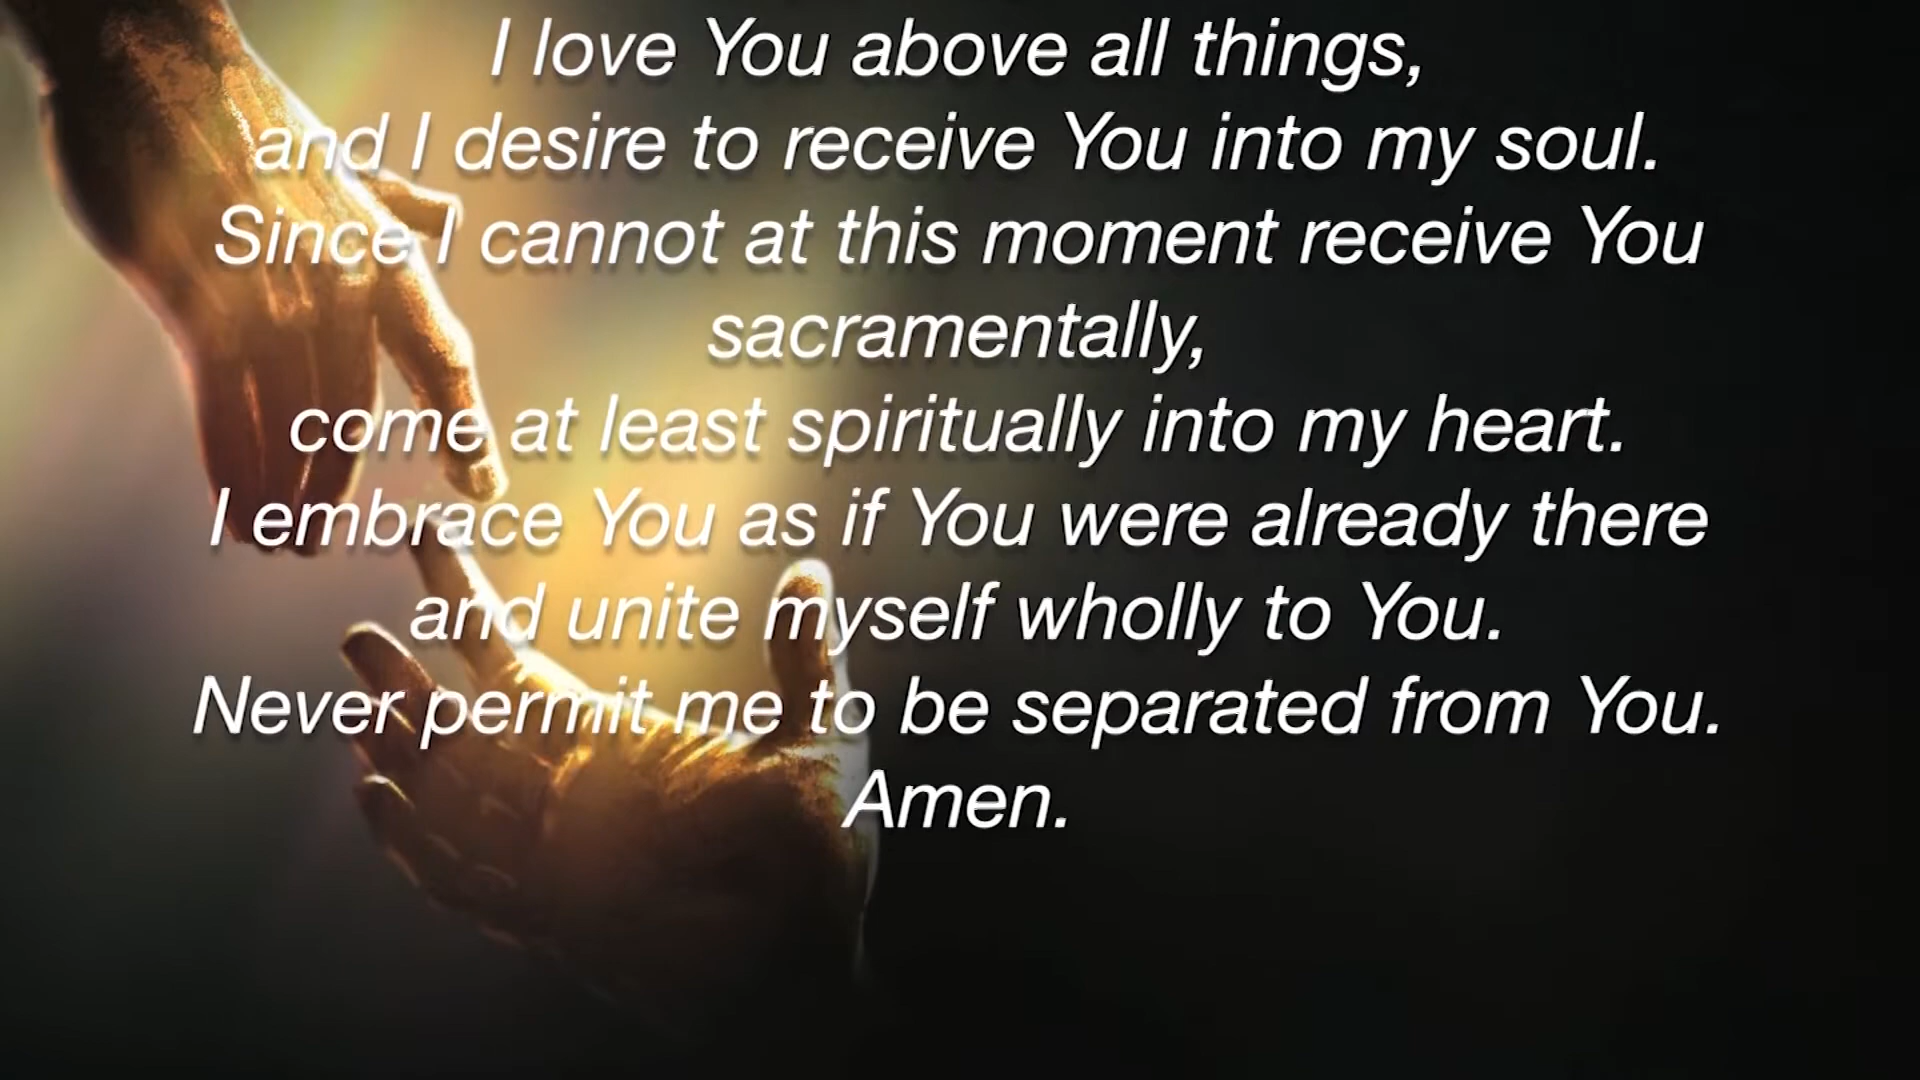 I love You above all things,
and I desire to receive You into my soul.
Since I cannot at this moment receive You
sacramentally,
come at least spiritually into my heart.
I embrace You as if You were already there
and unite myself wholly to You.
Never permit me to be separated from You.
Amen.